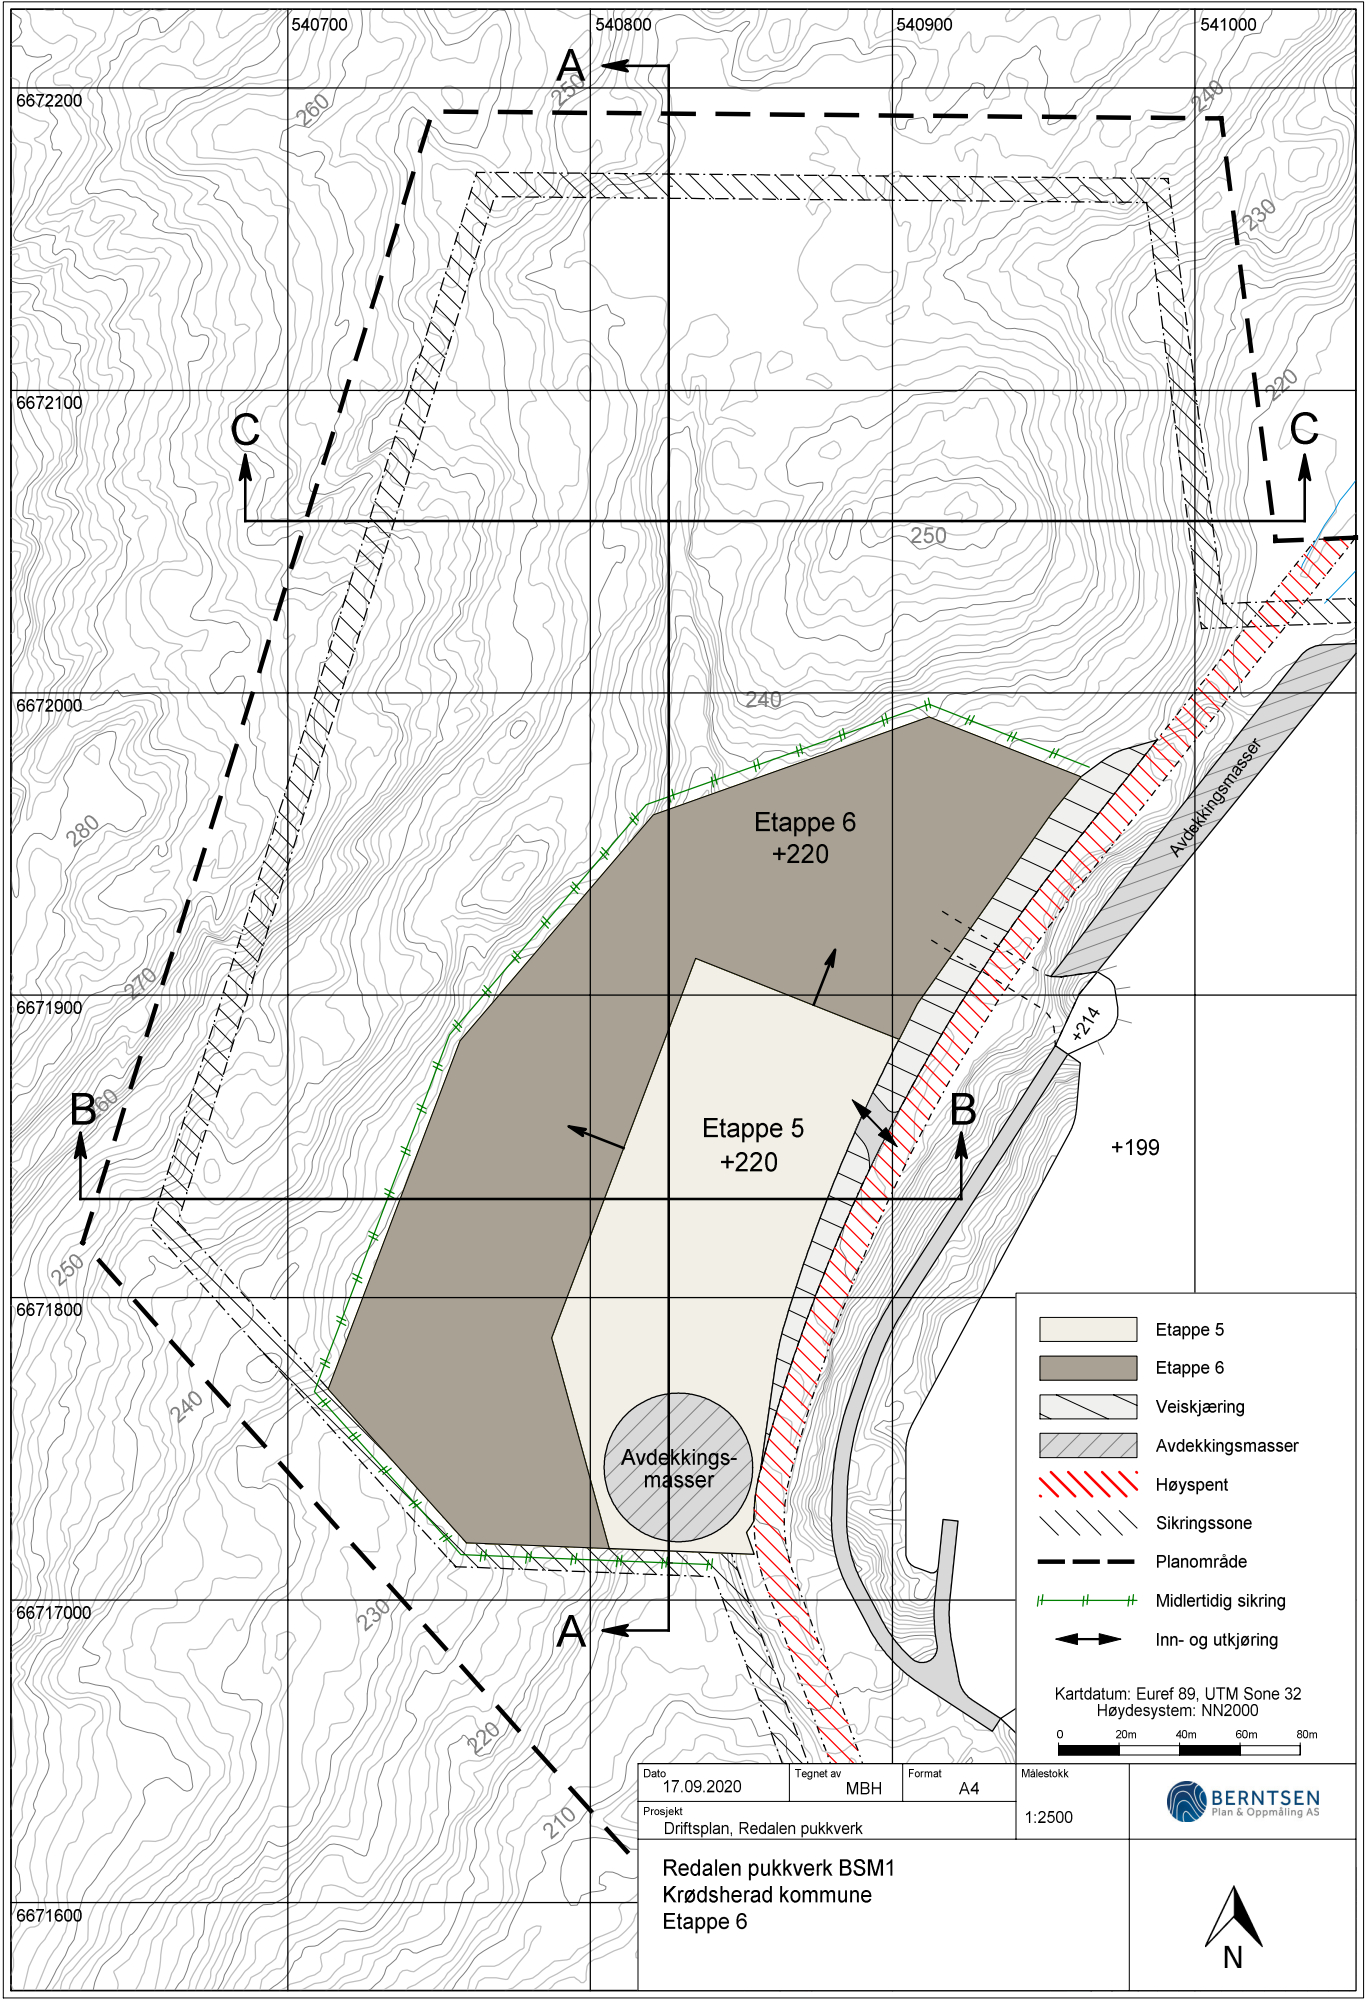 540700
540800
540900
541000
A
250
240
6672200
260
230
6672100
220
C
C
250
6672000
240
Avdekkingsmasser
280
Etappe 6
+220
270
6671900
+214
260
B
B
Etappe 5
+220
+199
250
6671800
Etappe 5
Etappe 6
240
Veiskjæring
Avdekkings-
masser
Avdekkingsmasser
Høyspent
Sikringssone
Planområde
66717000
230
Midlertidig sikring
A
Inn- og utkjøring
Kartdatum: Euref 89, UTM Sone 32
Høydesystem: NN2000
220
0 20m 40m 60m 80m
210
Dato
17.09.2020
Tegnet av
MBH
Format
A4
Målestokk
1:2500
BERNTSEN
Plan & Oppmåling AS
Prosjekt
Driftsplan, Redalen pukkverk
Redalen pukkverk BSM1
Krødsherad kommune
Etappe 6
6671600
N